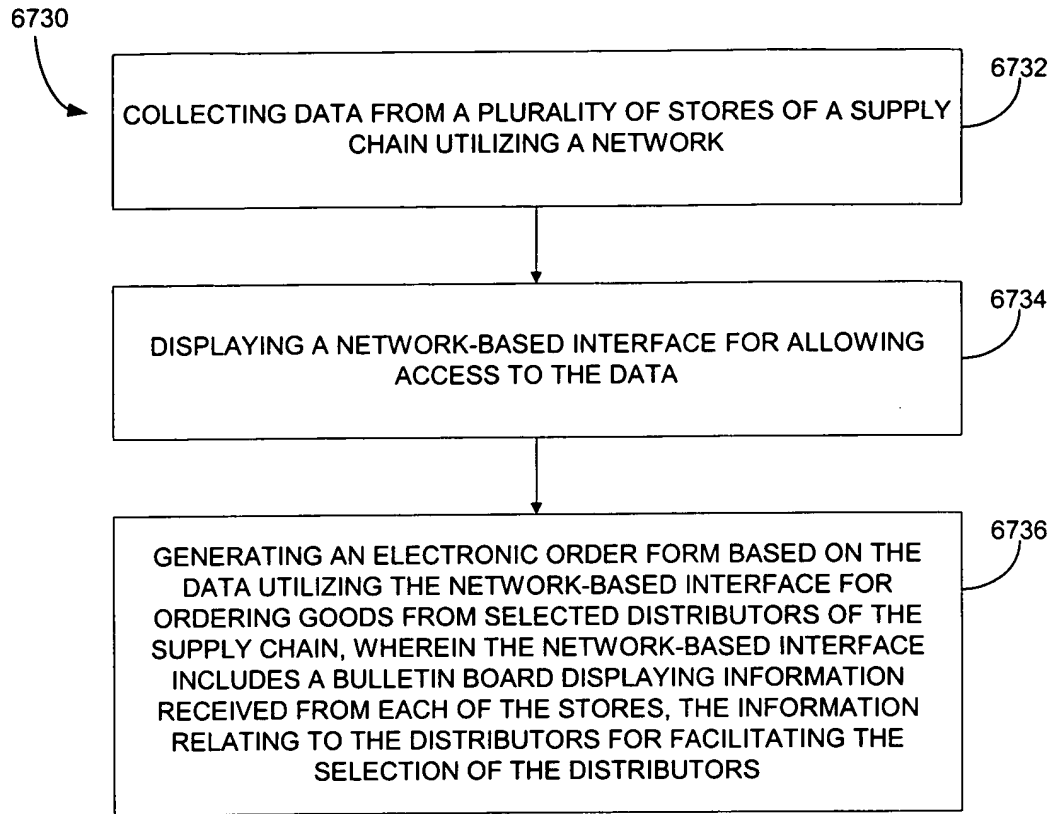 6730
6732
COLLECTING DATA FROM A PLURALITY OF STORES OF A SUPPLY
CHAIN UTILIZING A NETWORK
6734
DISPLAYING A NETWORK-BASED INTERFACE FOR ALLOWING
ACCESS TO THE DATA
6736
GENERATING AN ELECTRONIC ORDER FORM BASED ON THE
DATA UTILIZING THE NETWORK-BASED INTERFACE FOR
ORDERING GOODS FROM SELECTED DISTRIBUTORS OF THE
SUPPLY CHAIN, WHEREIN THE NETWORK-BASED INTERFACE
INCLUDES A BULLETIN BOARD DISPLAYING INFORMATION
RECEIVED FROM EACH OF THE STORES, THE INFORMATION
RELATING TO THE DISTRIBUTORS FOR FACILITATING THE
SELECTION OF THE DISTRIBUTORS